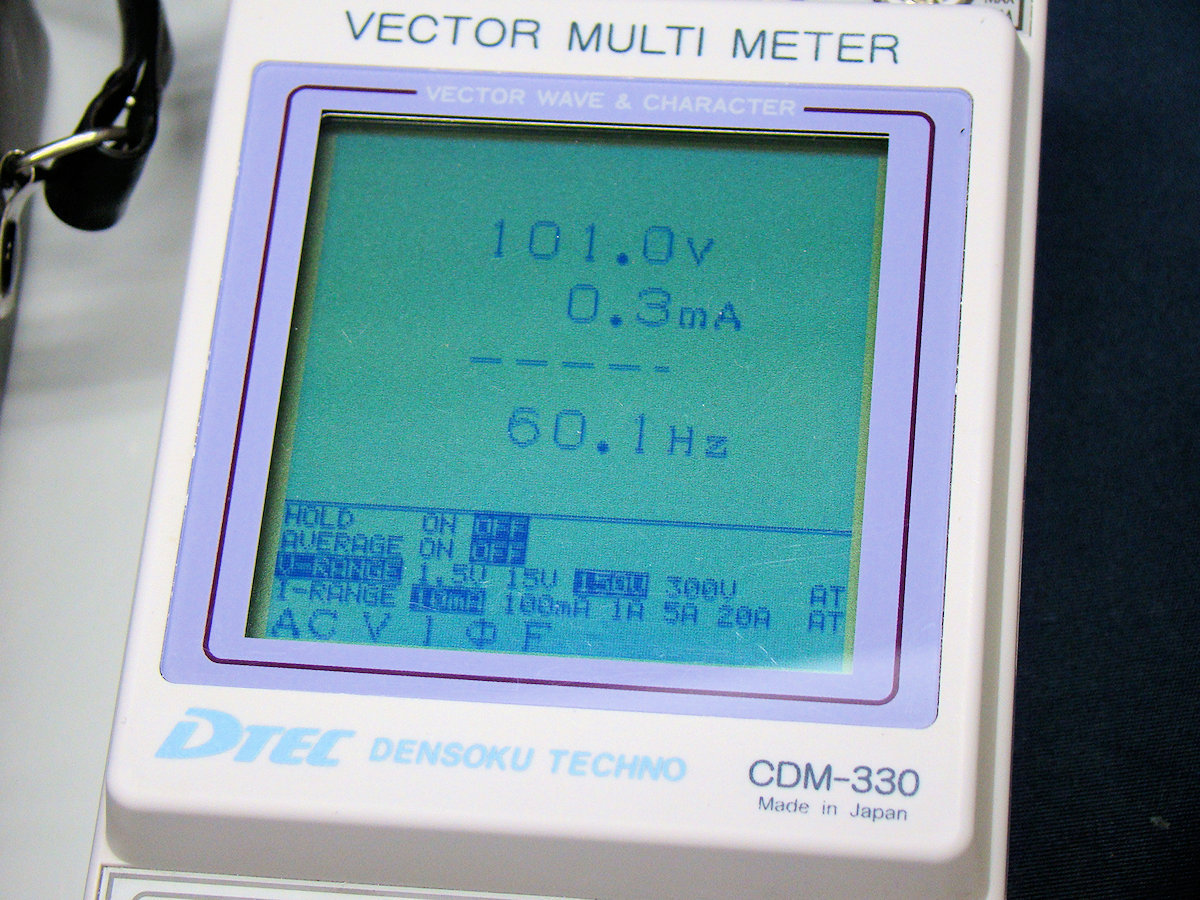 VECTOR MULTI METER
VECTOR WAVE & CHARACTER
101.0V
0.3mA
-----
60.1Hz
HOLD ON OFF
AVERAGE ON OFF
V-RANGE 1.5V 15V 150V 300V AT
I-RANGE 10mA 100mA 1A 5A 20A AT
AC V I Φ F
DTEC DENSOKU TECHNO
CDM-330
Made in Japan